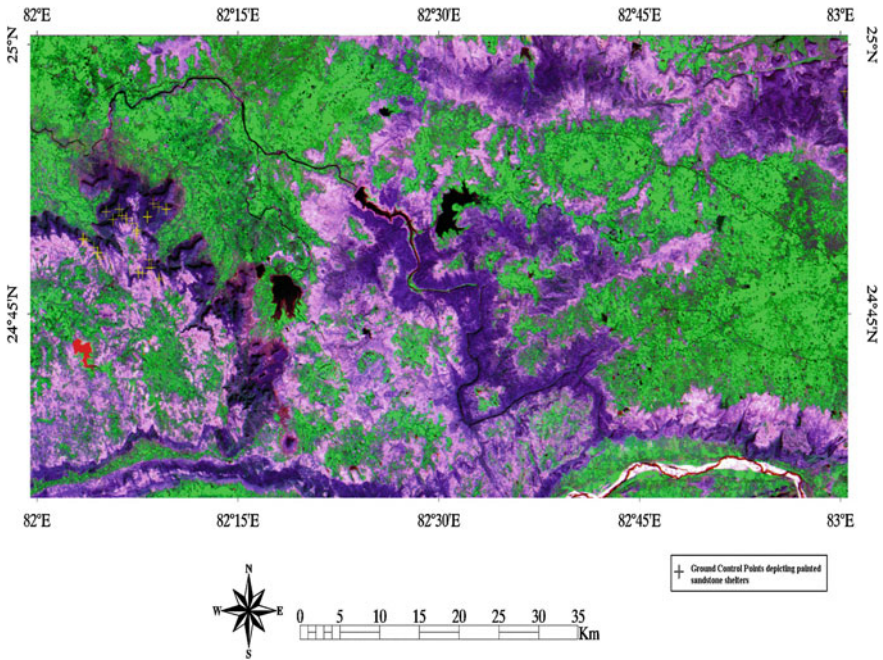 82°E 82°15'E 82°30'E 82°45'E 83°E
25°N 25°N
24°45'N 24°45'N
82°E 82°15'E 82°30'E 82°45'E 83°E
Ground Control Points depicting painted
sandstone shelters
N
W E
S
0 5 10 15 20 25 30 35
Km